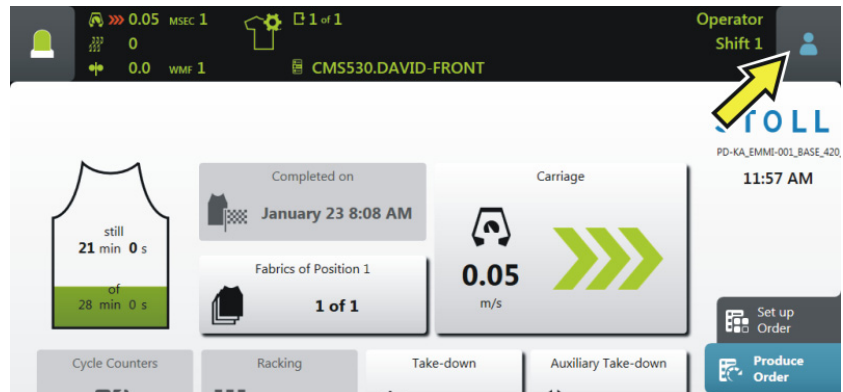 0.05 MSEC 1
1 of 1
Operator
0
Shift 1
0.0 WMF 1
CMS530.DAVID-FRONT
STOLL
PD-KA_EMMI-001_BASE_420_
11:57 AM
Completed on
January 23 8:08 AM
Carriage
still
21 min 0 s
of
28 min 0 s
Fabrics of Position 1
1 of 1
0.05
m/s
Set up
Order
Produce
Order
Cycle Counters
Racking
Take-down
Auxiliary Take-down